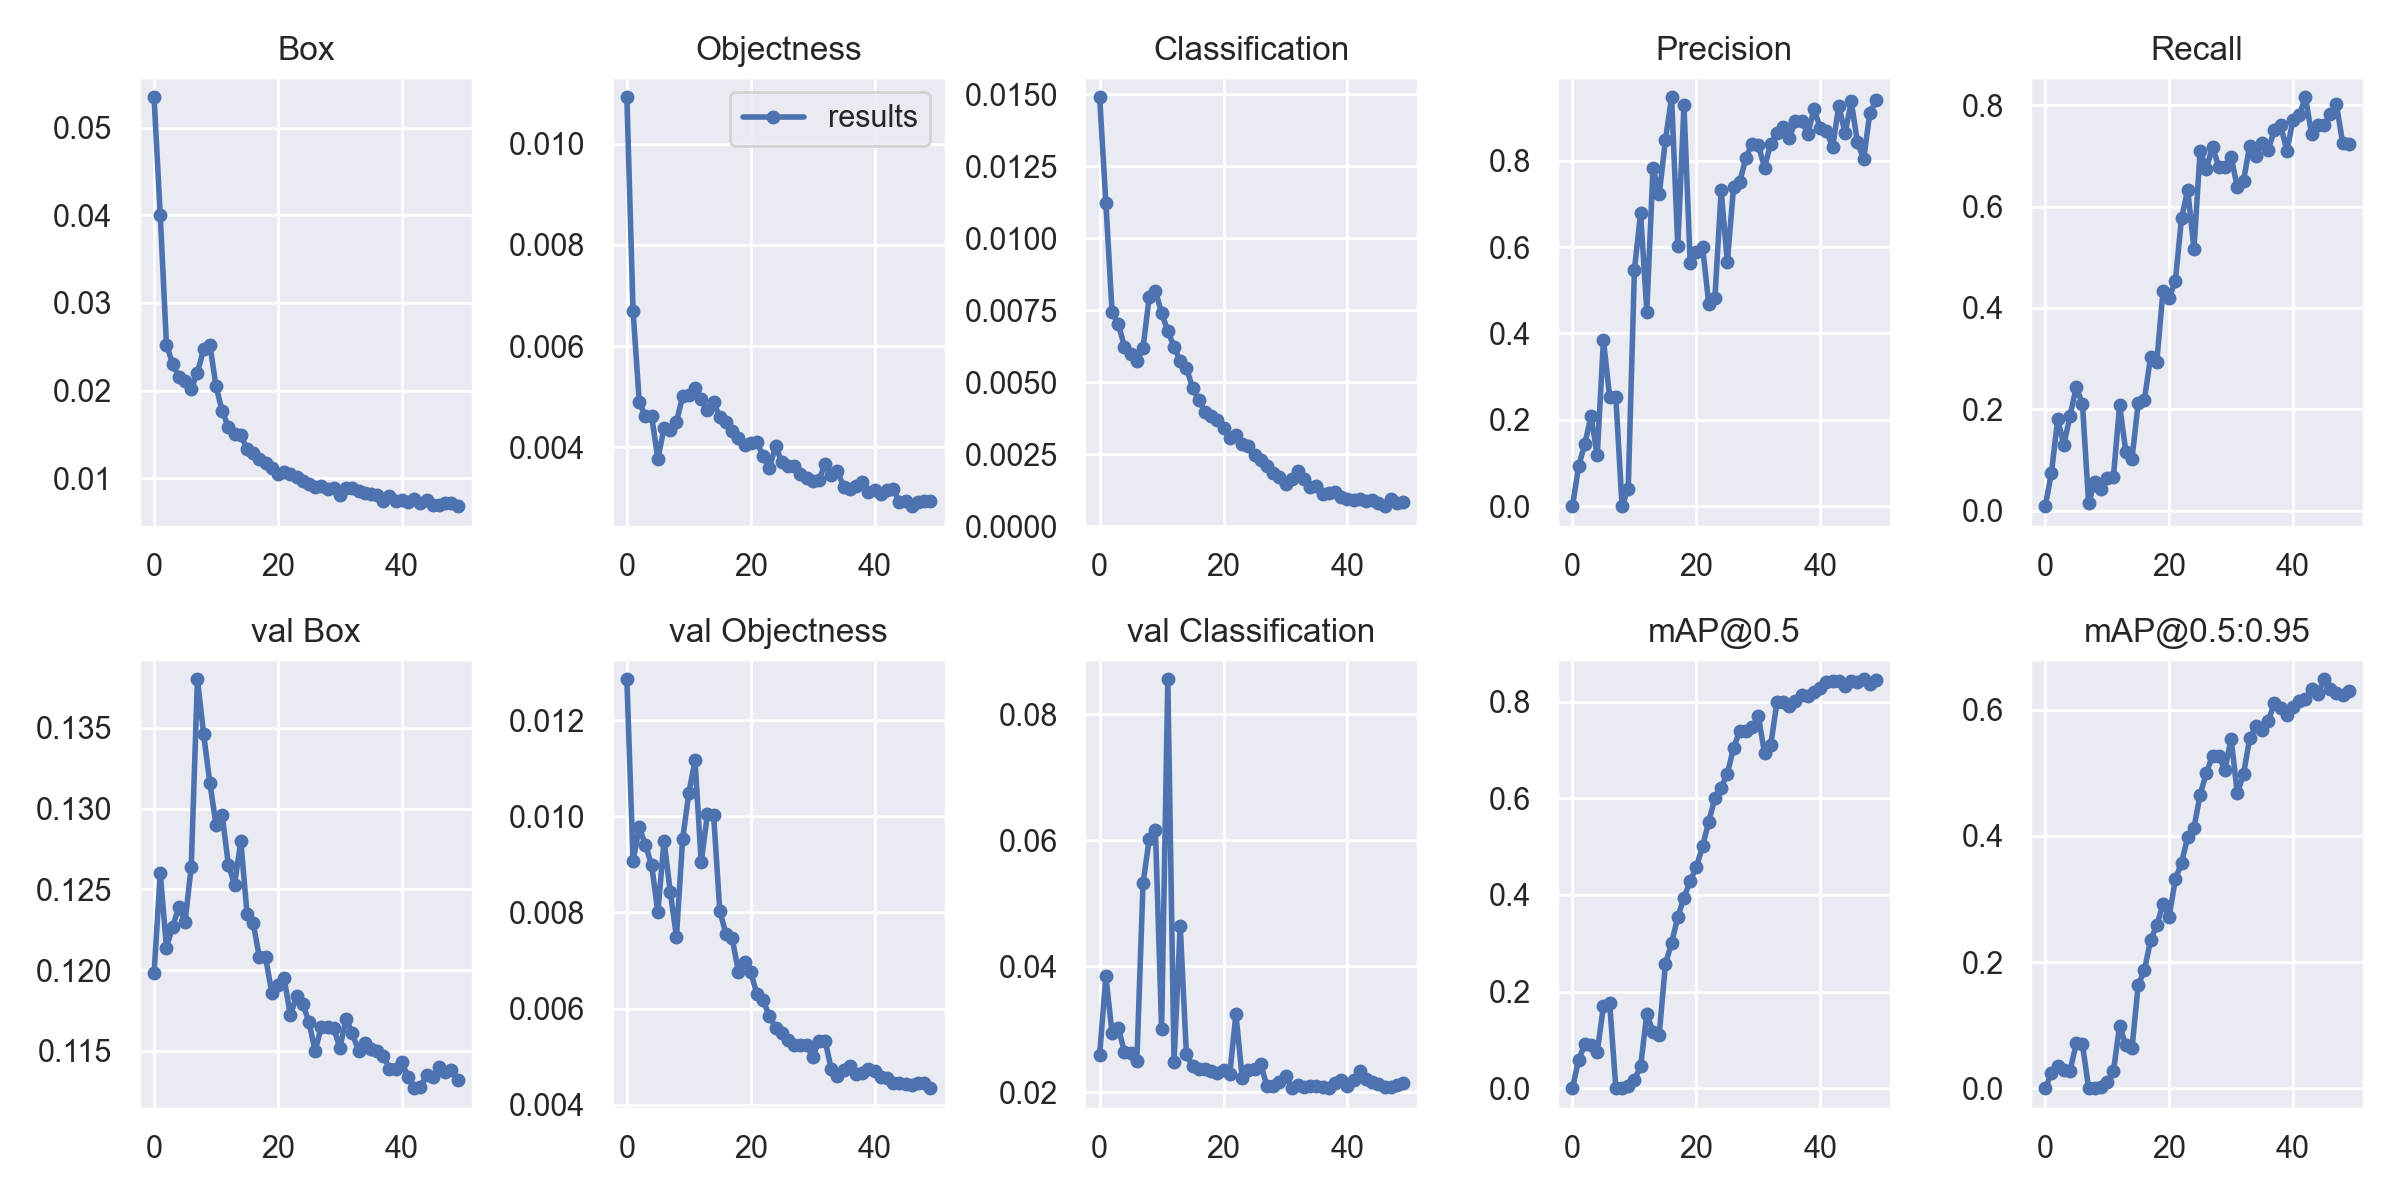 Box
Objectness
Classification
Precision
Recall
0.05
0.04
0.03
0.02
0.01
0 20 40
results
0.010
0.008
0.006
0.004
0 20 40
0.0150
0.0125
0.0100
0.0075
0.0050
0.0025
0.0000
0 20 40
0.8
0.6
0.4
0.2
0.0
0 20 40
0.8
0.6
0.4
0.2
0.0
0 20 40
val Box
val Objectness
val Classification
mAP@0.5
mAP@0.5:0.95
0.135
0.130
0.125
0.120
0.115
0 20 40
0.012
0.010
0.008
0.006
0.004
0 20 40
0.08
0.06
0.04
0.02
0 20 40
0.8
0.6
0.4
0.2
0.0
0 20 40
0.6
0.4
0.2
0.0
0 20 40